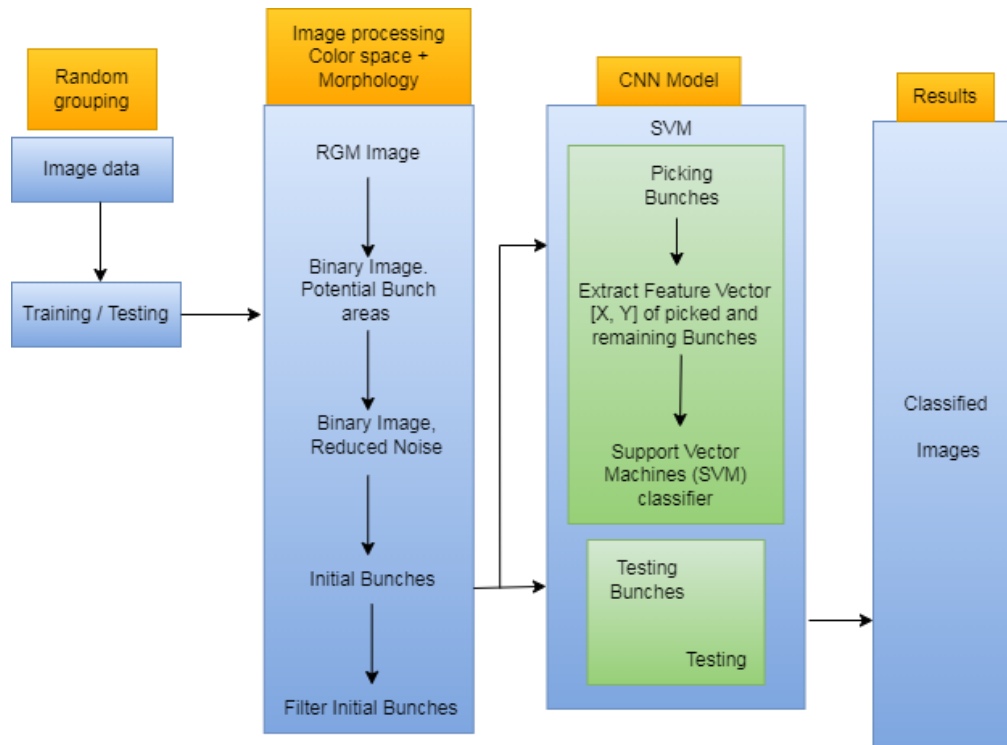 Random
grouping
Image data
Training / Testing
Image processing
Color space +
Morphology
RGM Image
Binary Image.
Potential Bunch
areas
Binary Image,
Reduced Noise
Initial Bunches
Filter Initial Bunches
CNN Model
SVM
Picking
Bunches
Extract Feature Vector
[X, Y] of picked and
remaining Bunches
Support Vector
Machines (SVM)
classifier
Testing
Bunches
Testing
Results
Classified
Images